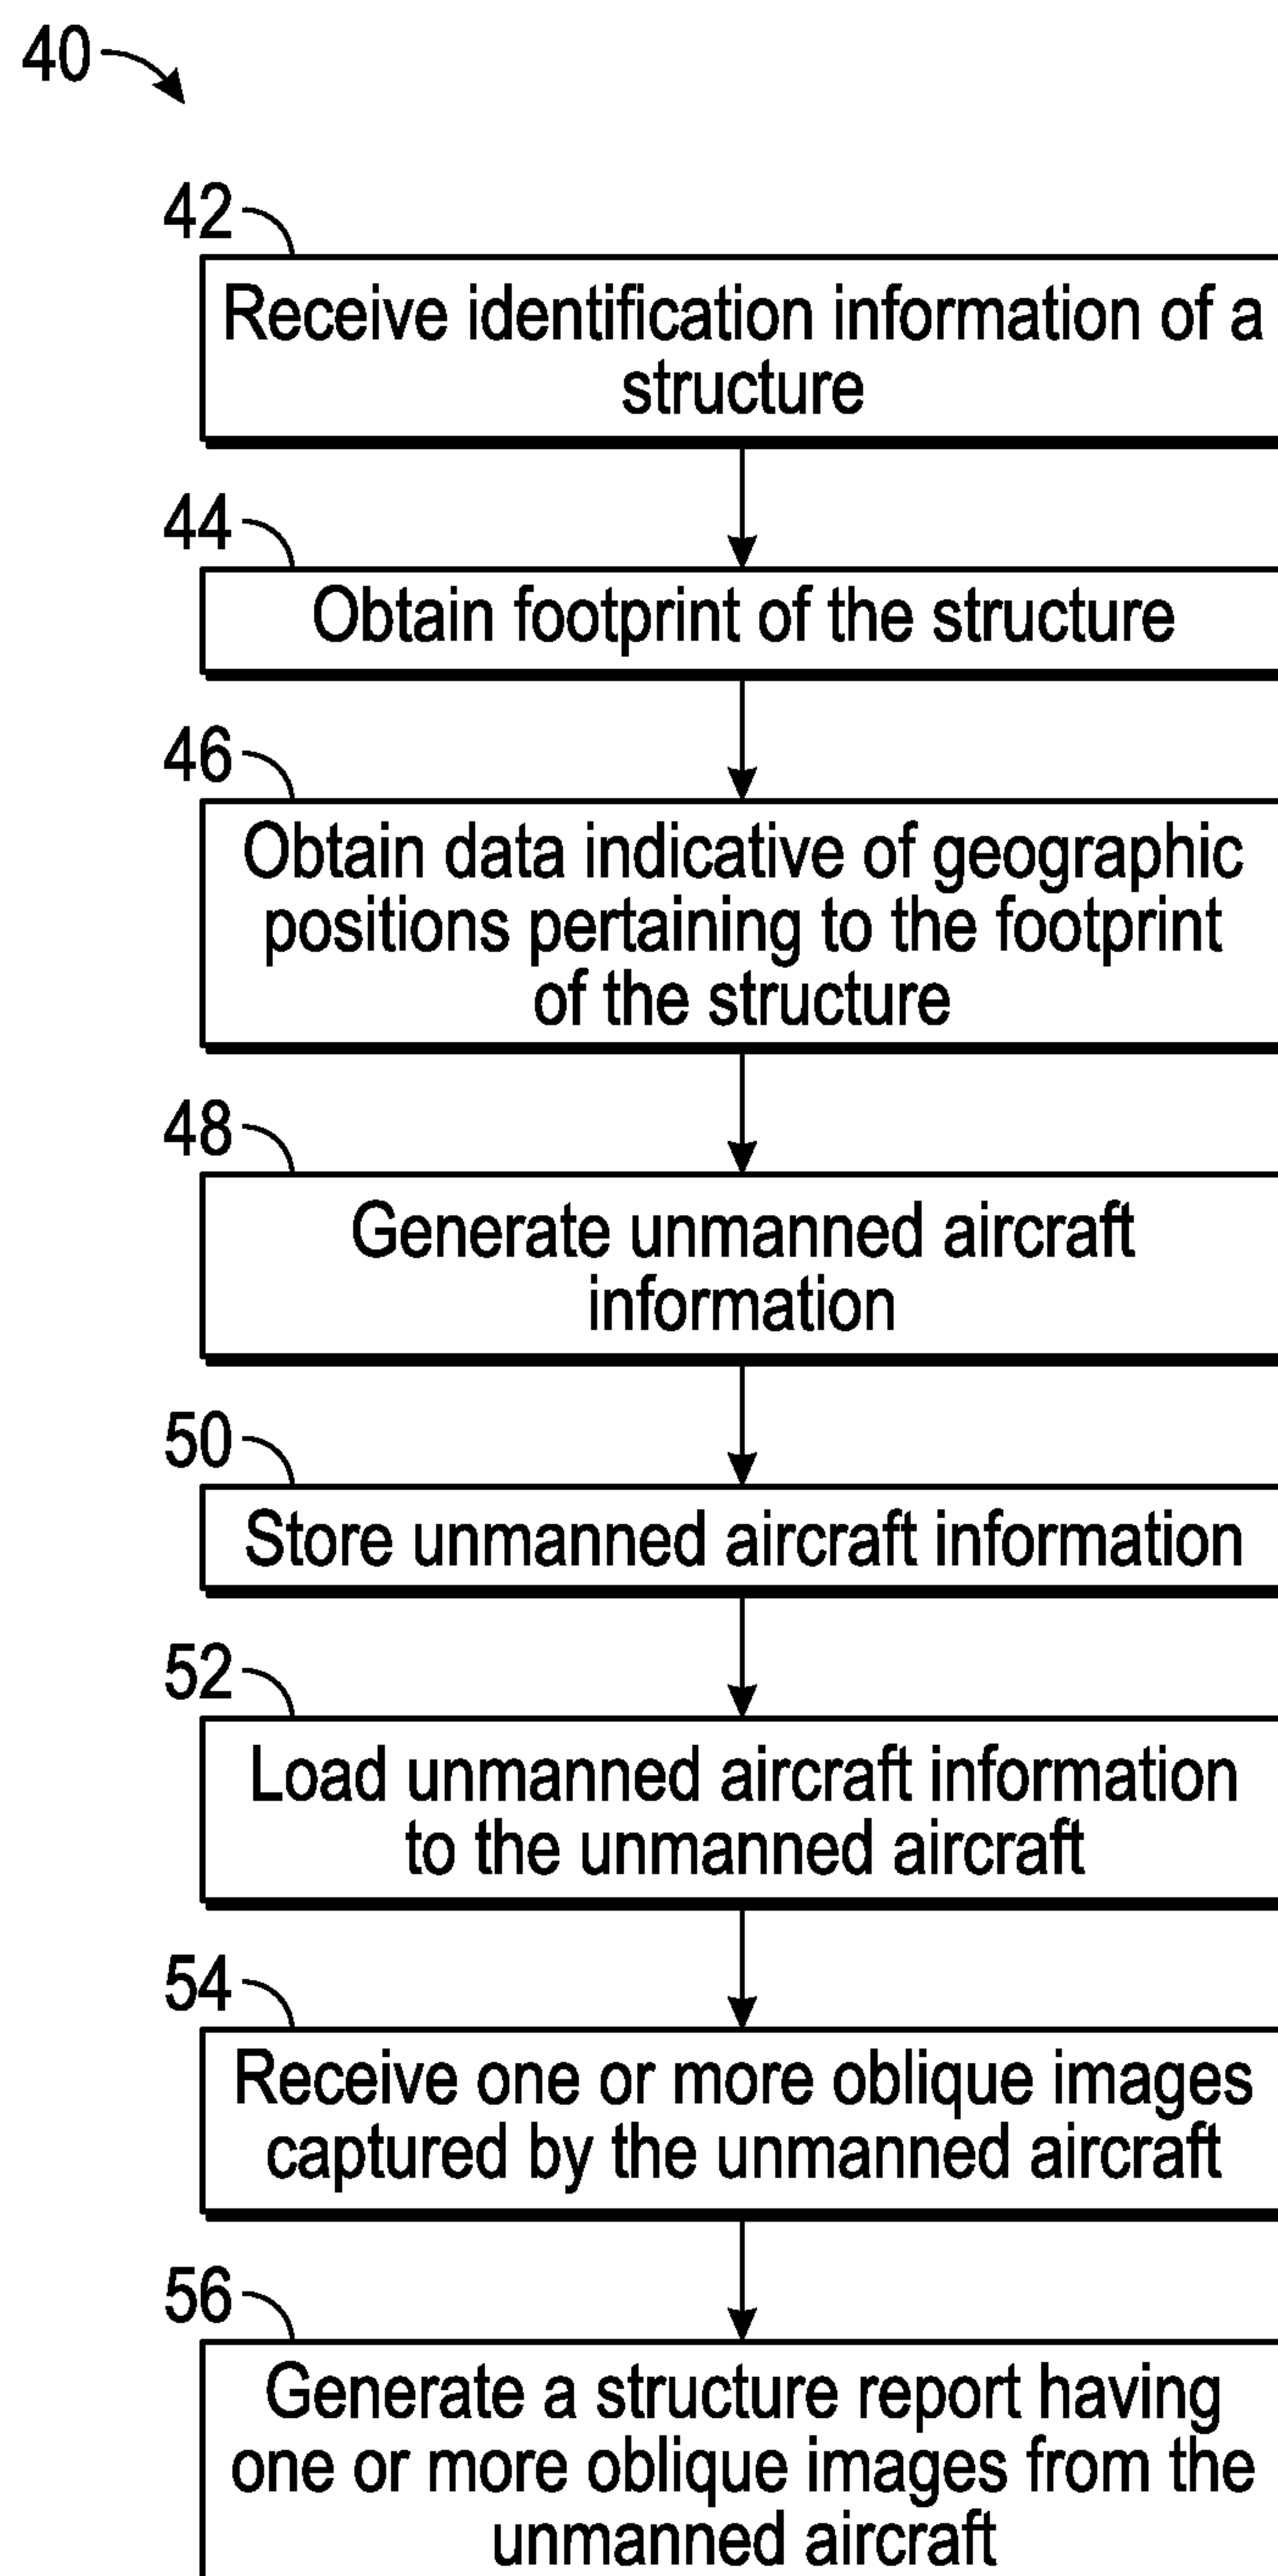 40
42
Receive identification information of a
structure
44
Obtain footprint of the structure
46
Obtain data indicative of geographic
positions pertaining to the footprint
of the structure
48
Generate unmanned aircraft
information
50
Store unmanned aircraft information
52
Load unmanned aircraft information
to the unmanned aircraft
54
Receive one or more oblique images
captured by the unmanned aircraft
56
Generate a structure report having
one or more oblique images from the
unmanned aircraft